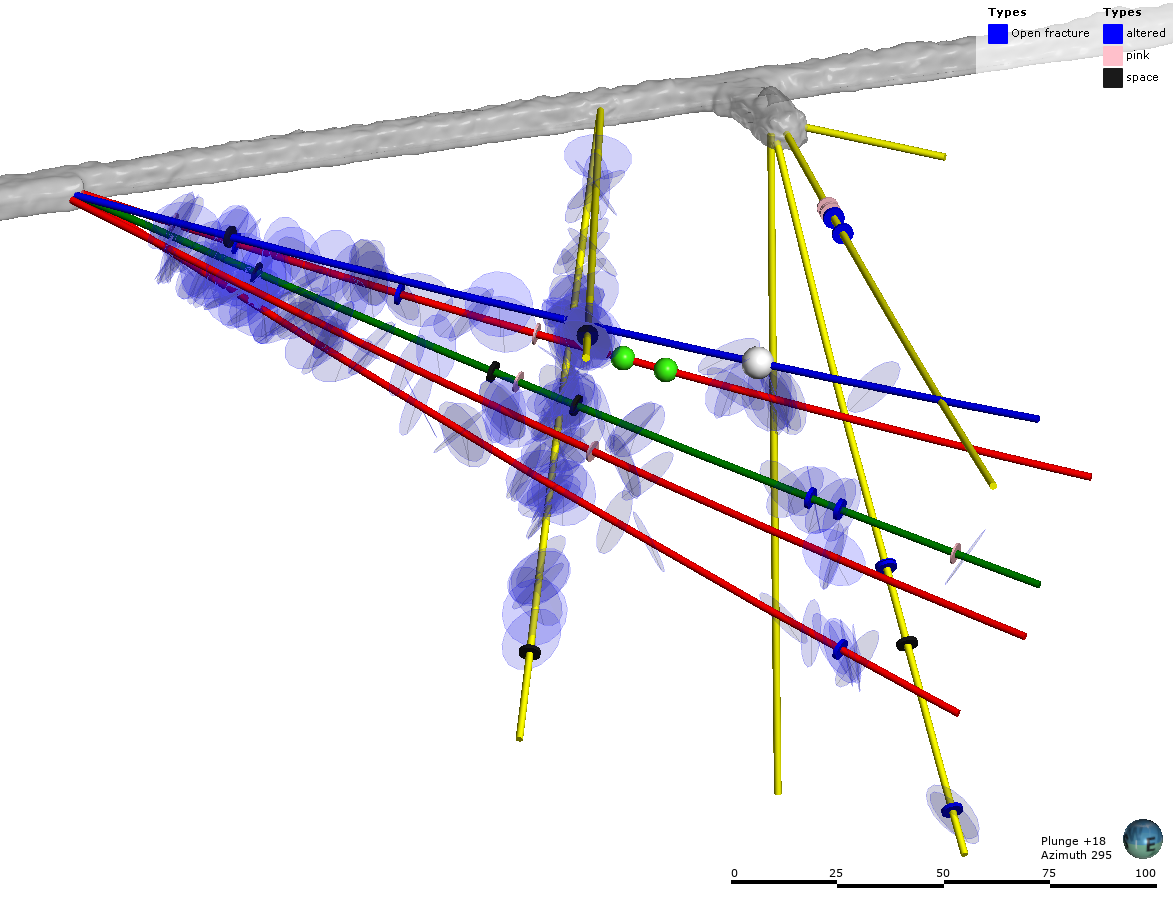 Types
Open fracture
Types
altered
pink
space
Plunge +18
Azimuth 295
E
0 25 50 75 100